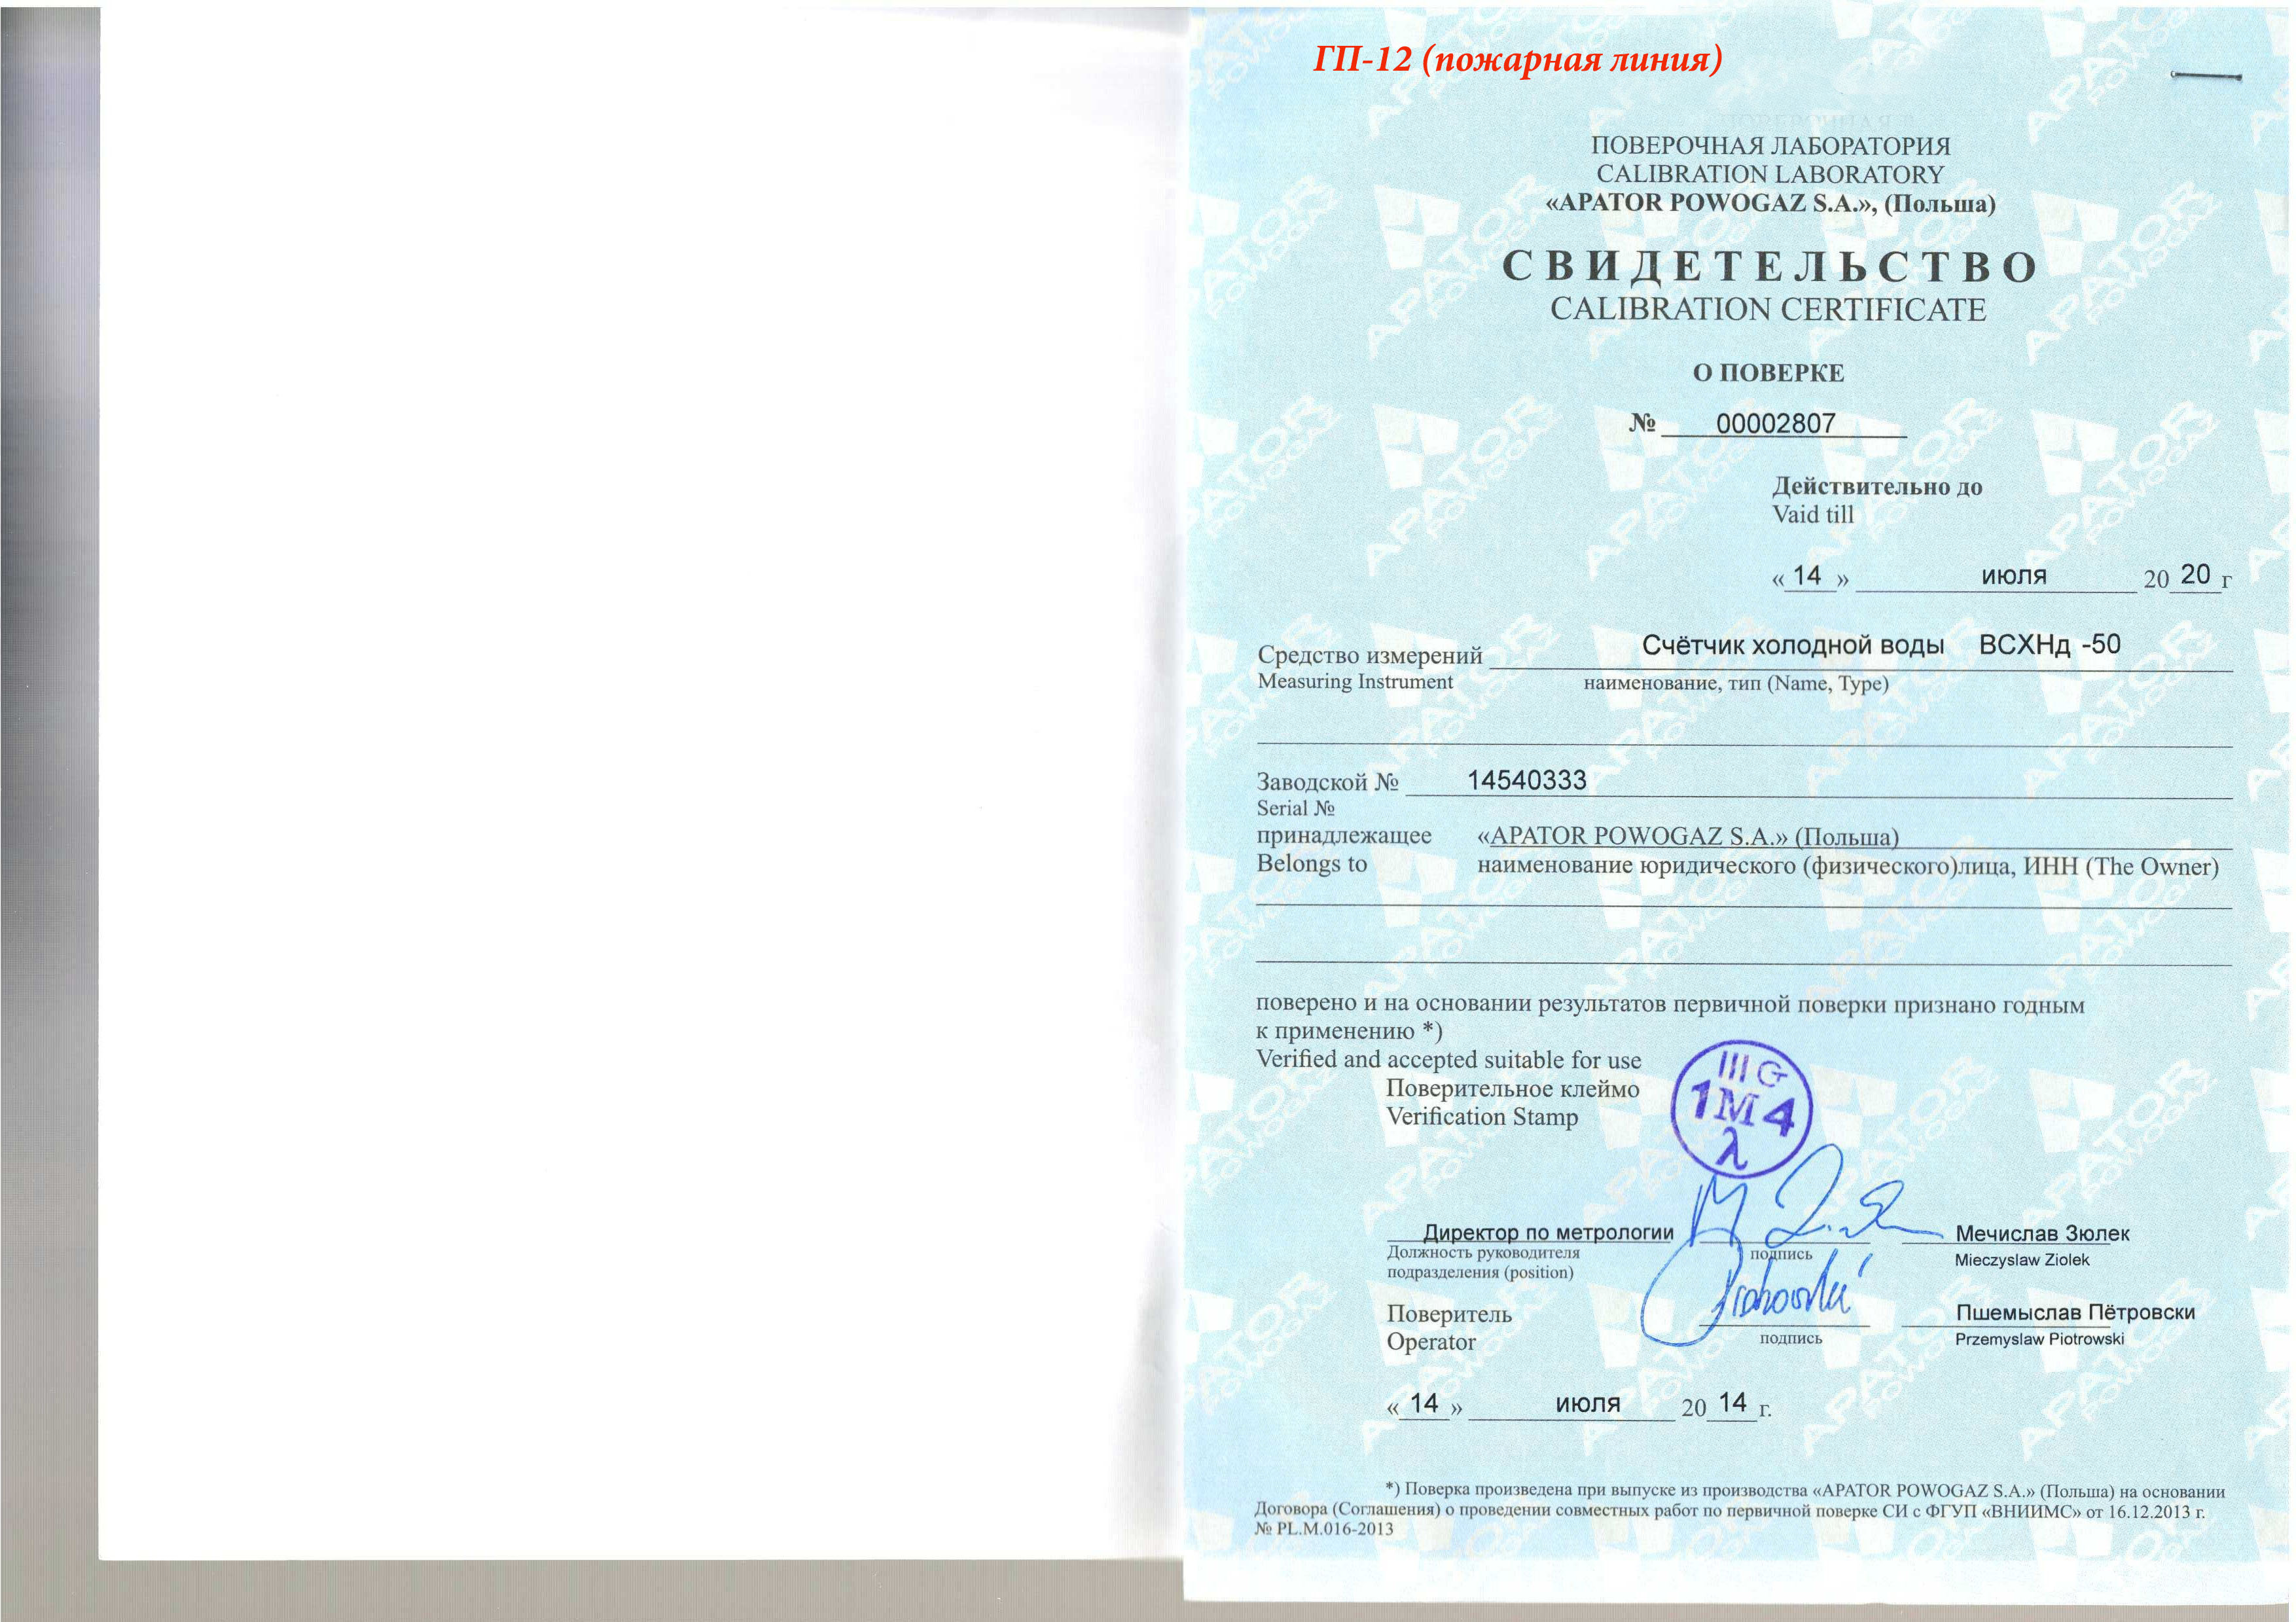 ГП-12 (пожарная линия)
ПОВЕРОЧНАЯ ЛАБОРАТОРИЯ
CALIBRATION LABORATORY
«APATOR POWOGAZ S.A.», (Польша)
СВИДЕТЕЛЬСТВО
CALIBRATION CERTIFICATE
О ПОВЕРКЕ
№ 00002807
Действительно до
Vaid till
« 14 » июля 20 20 г
Средство измерений Счётчик холодной воды ВСХНд -50
Measuring Instrument наименование, тип (Name, Type)
Заводской № 14540333
Serial №
принадлежащее «APATOR POWOGAZ S.A.» (Польша)
Belongs to наименование юридического (физического)лица, ИНН (The Owner)
поверено и на основании результатов первичной поверки признано годным
к применению *)
Verified and accepted suitable for use
Поверительное клеймо
Verification Stamp
III G
1M4
λ
Директор по метрологии Мечислав Зюлек
Должность руководителя подпись Mieczyslaw Ziolek
подразделения (position)
Поверитель Пшемыслав Пётровски
Operator подпись Przemyslaw Piotrowski
« 14 » июля 20 14 г.
*) Поверка произведена при выпуске из производства «APATOR POWOGAZ S.A.» (Польша) на основании
Договора (Соглашения) о проведении совместных работ по первичной поверке СИ с ФГУП «ВНИИМС» от 16.12.2013 г.
№ PL.M.016-2013